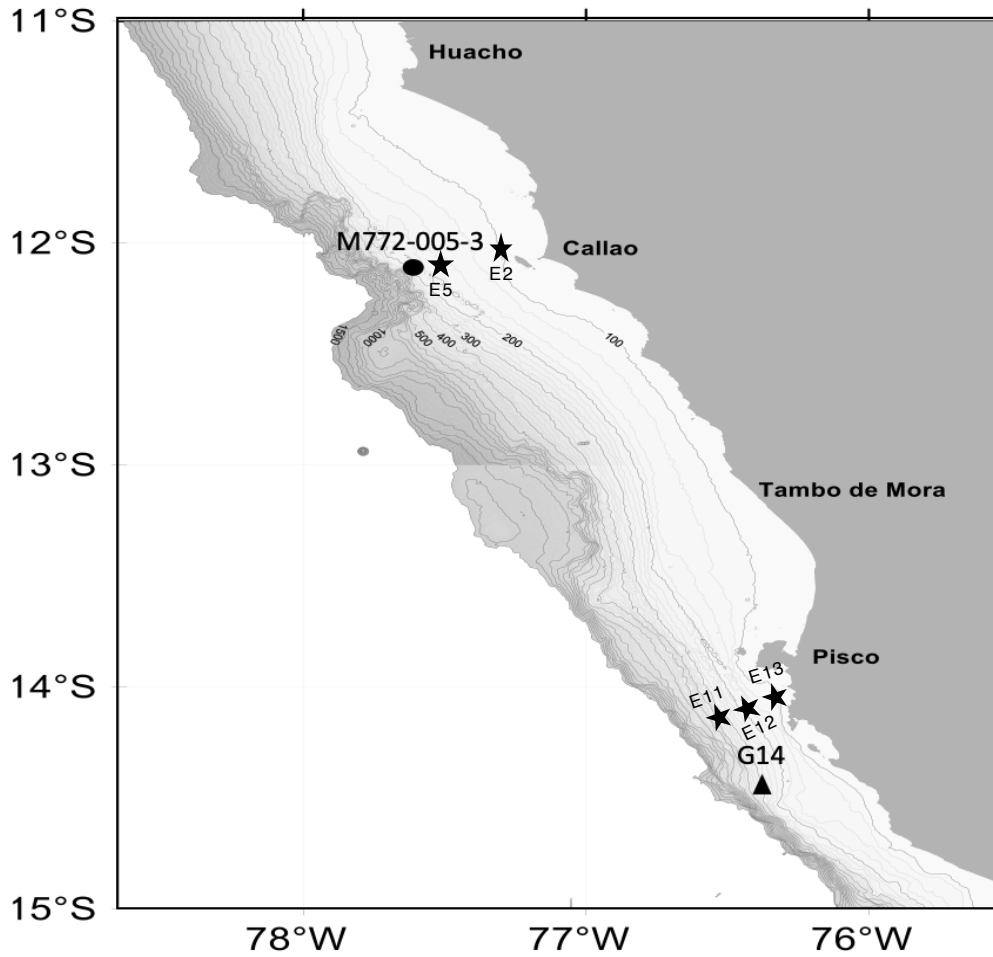 11°S
Huacho
12°S
M772-005-3
Callao
E5
E2
1500
1000
500
400
300
200
100
13°S
Tambo de Mora
Pisco
14°S
E11
E13
E12
G14
15°S
78°W
77°W
76°W